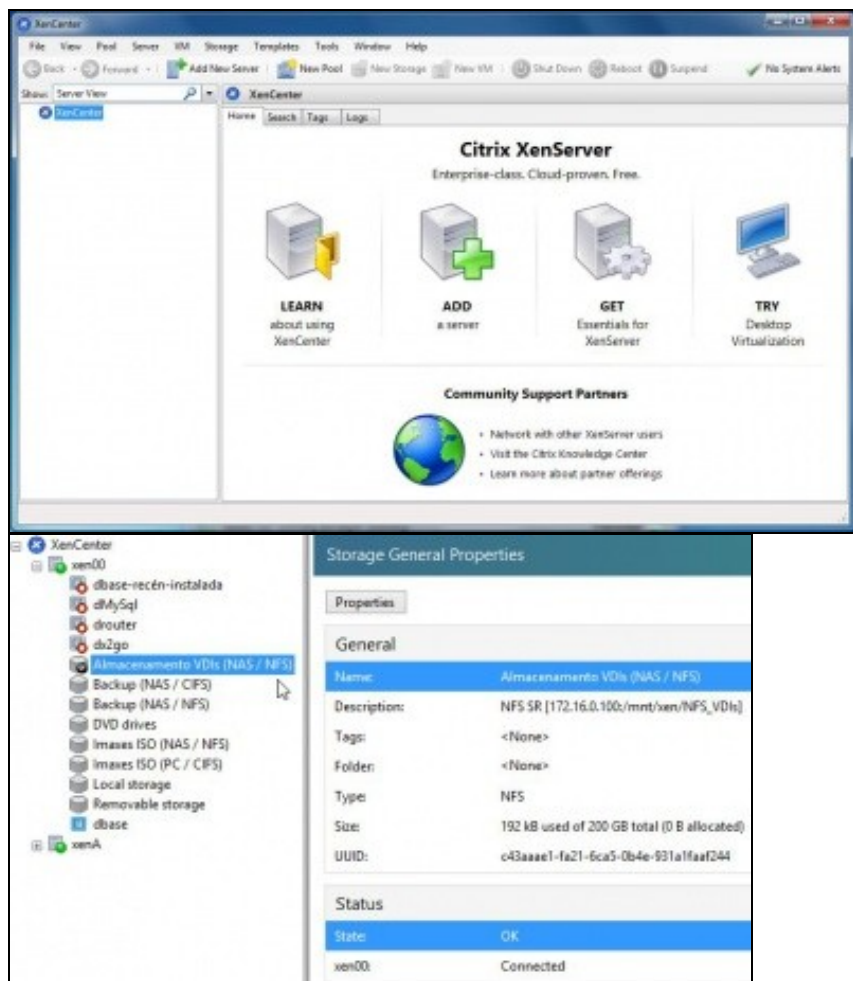 XenCenter
File View Pool Server VM Storage Templates Tools Window Help
Back Forward Add New Server New Pool New Storage New VM Shut Down Reboot Suspend No System Alerts
Show: Server View XenCenter
XenCenter
Home Search Tags Logs
Citrix XenServer
Enterprise-class. Cloud-proven. Free.
LEARN ADD GET TRY
about using a server Essentials for Desktop
XenCenter XenServer Virtualization
Community Support Partners
• Network with other XenServer users
• Visit the Citrix Knowledge Center
• Learn more about partner offerings
XenCenter
xen00
dbase-recén-instalada
dMySql
drouter
dx2go
Almacenamento VDIs (NAS / NFS)
Backup (NAS / CIFS)
Backup (NAS / NFS)
DVD drives
Imaxes ISO (NAS / NFS)
Imaxes ISO (PC / CIFS)
Local storage
Removable storage
dbase
xenA
Storage General Properties
Properties
General
Name: Almacenamento VDIs (NAS / NFS)
Description: NFS SR [172.16.0.100:/mnt/xen/NFS_VDIs]
Tags: <None>
Folder: <None>
Type: NFS
Size: 192 kB used of 200 GB total (0 B allocated)
UUID: c43aaae1-fa21-6ca5-0b4e-931a1faaf244
Status
State: OK
xen00: Connected